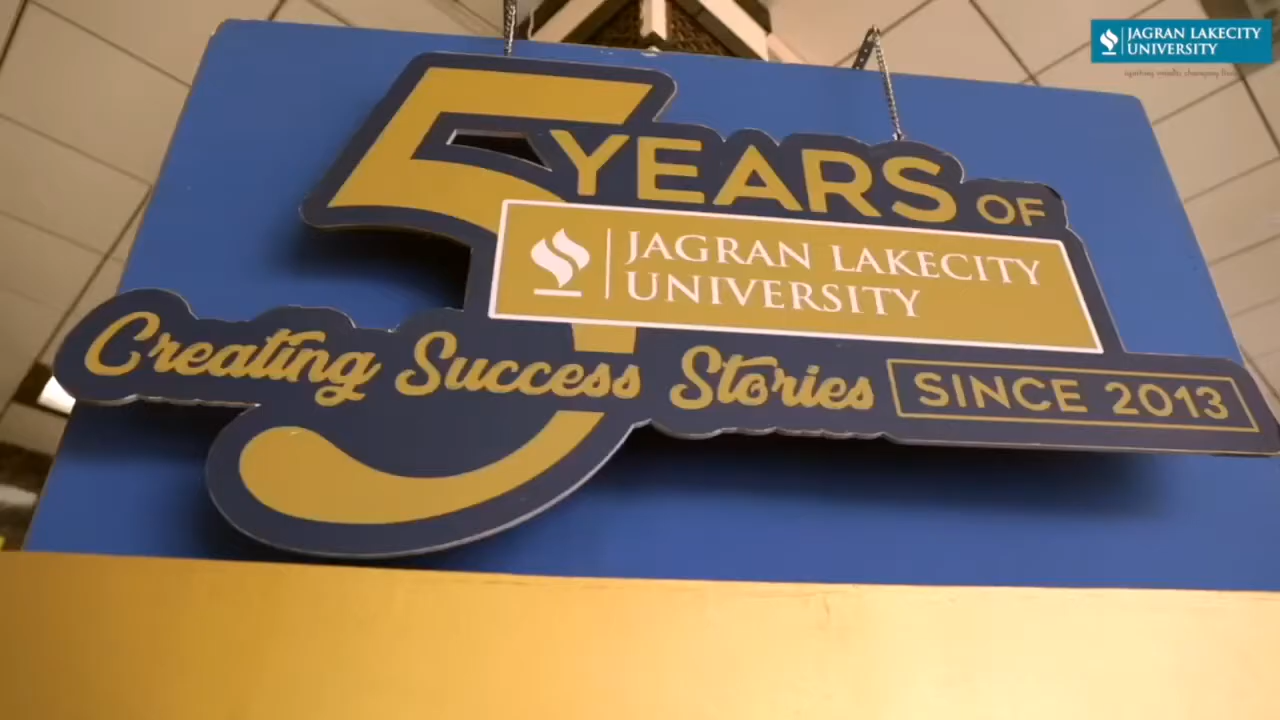 JAGRAN LAKECITY
UNIVERSITY
5 YEARS OF
JAGRAN LAKECITY
UNIVERSITY
Creating Success Stories SINCE 2013